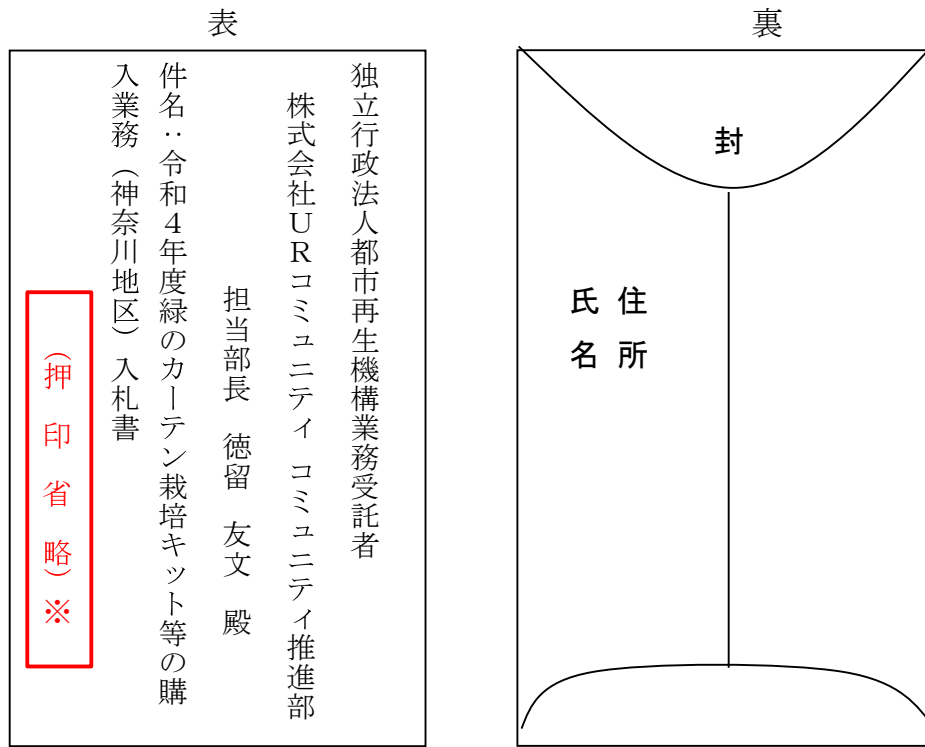 表
独立行政法人都市再生機構業務受託者
株式会社ＵＲコミュニティ コミュニティ推進部
担当部長　徳留　友文　殿
件名：令和４年度緑のカーテン栽培キット等の購
入業務（神奈川地区）入札書
（押印省略）※
裏
封
住所
氏名